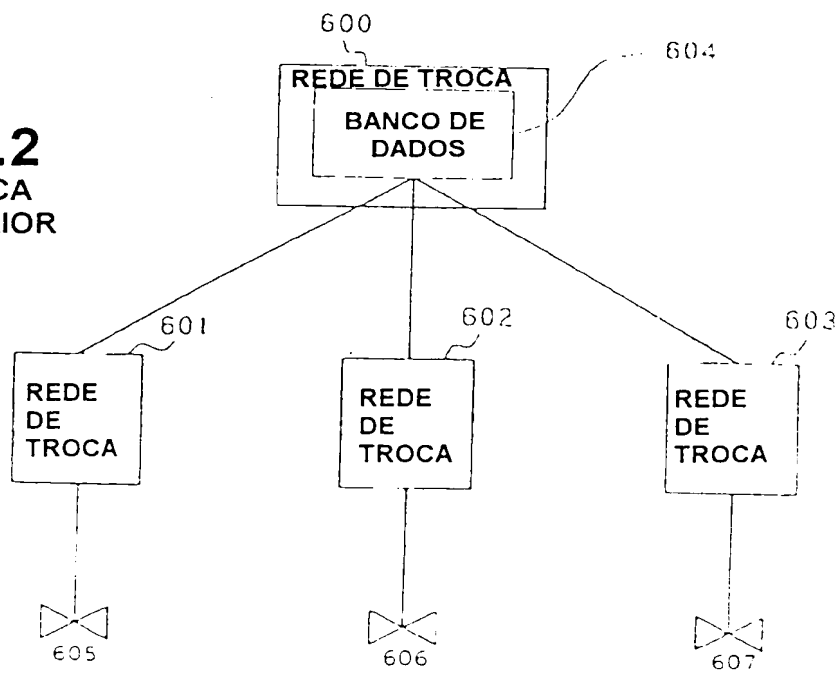 600
604
REDE DE TROCA
BANCO DE
DADOS
.2
CA
RIOR
601
602
603
REDE
DE
TROCA
REDE
DE
TROCA
REDE
DE
TROCA
605
606
607